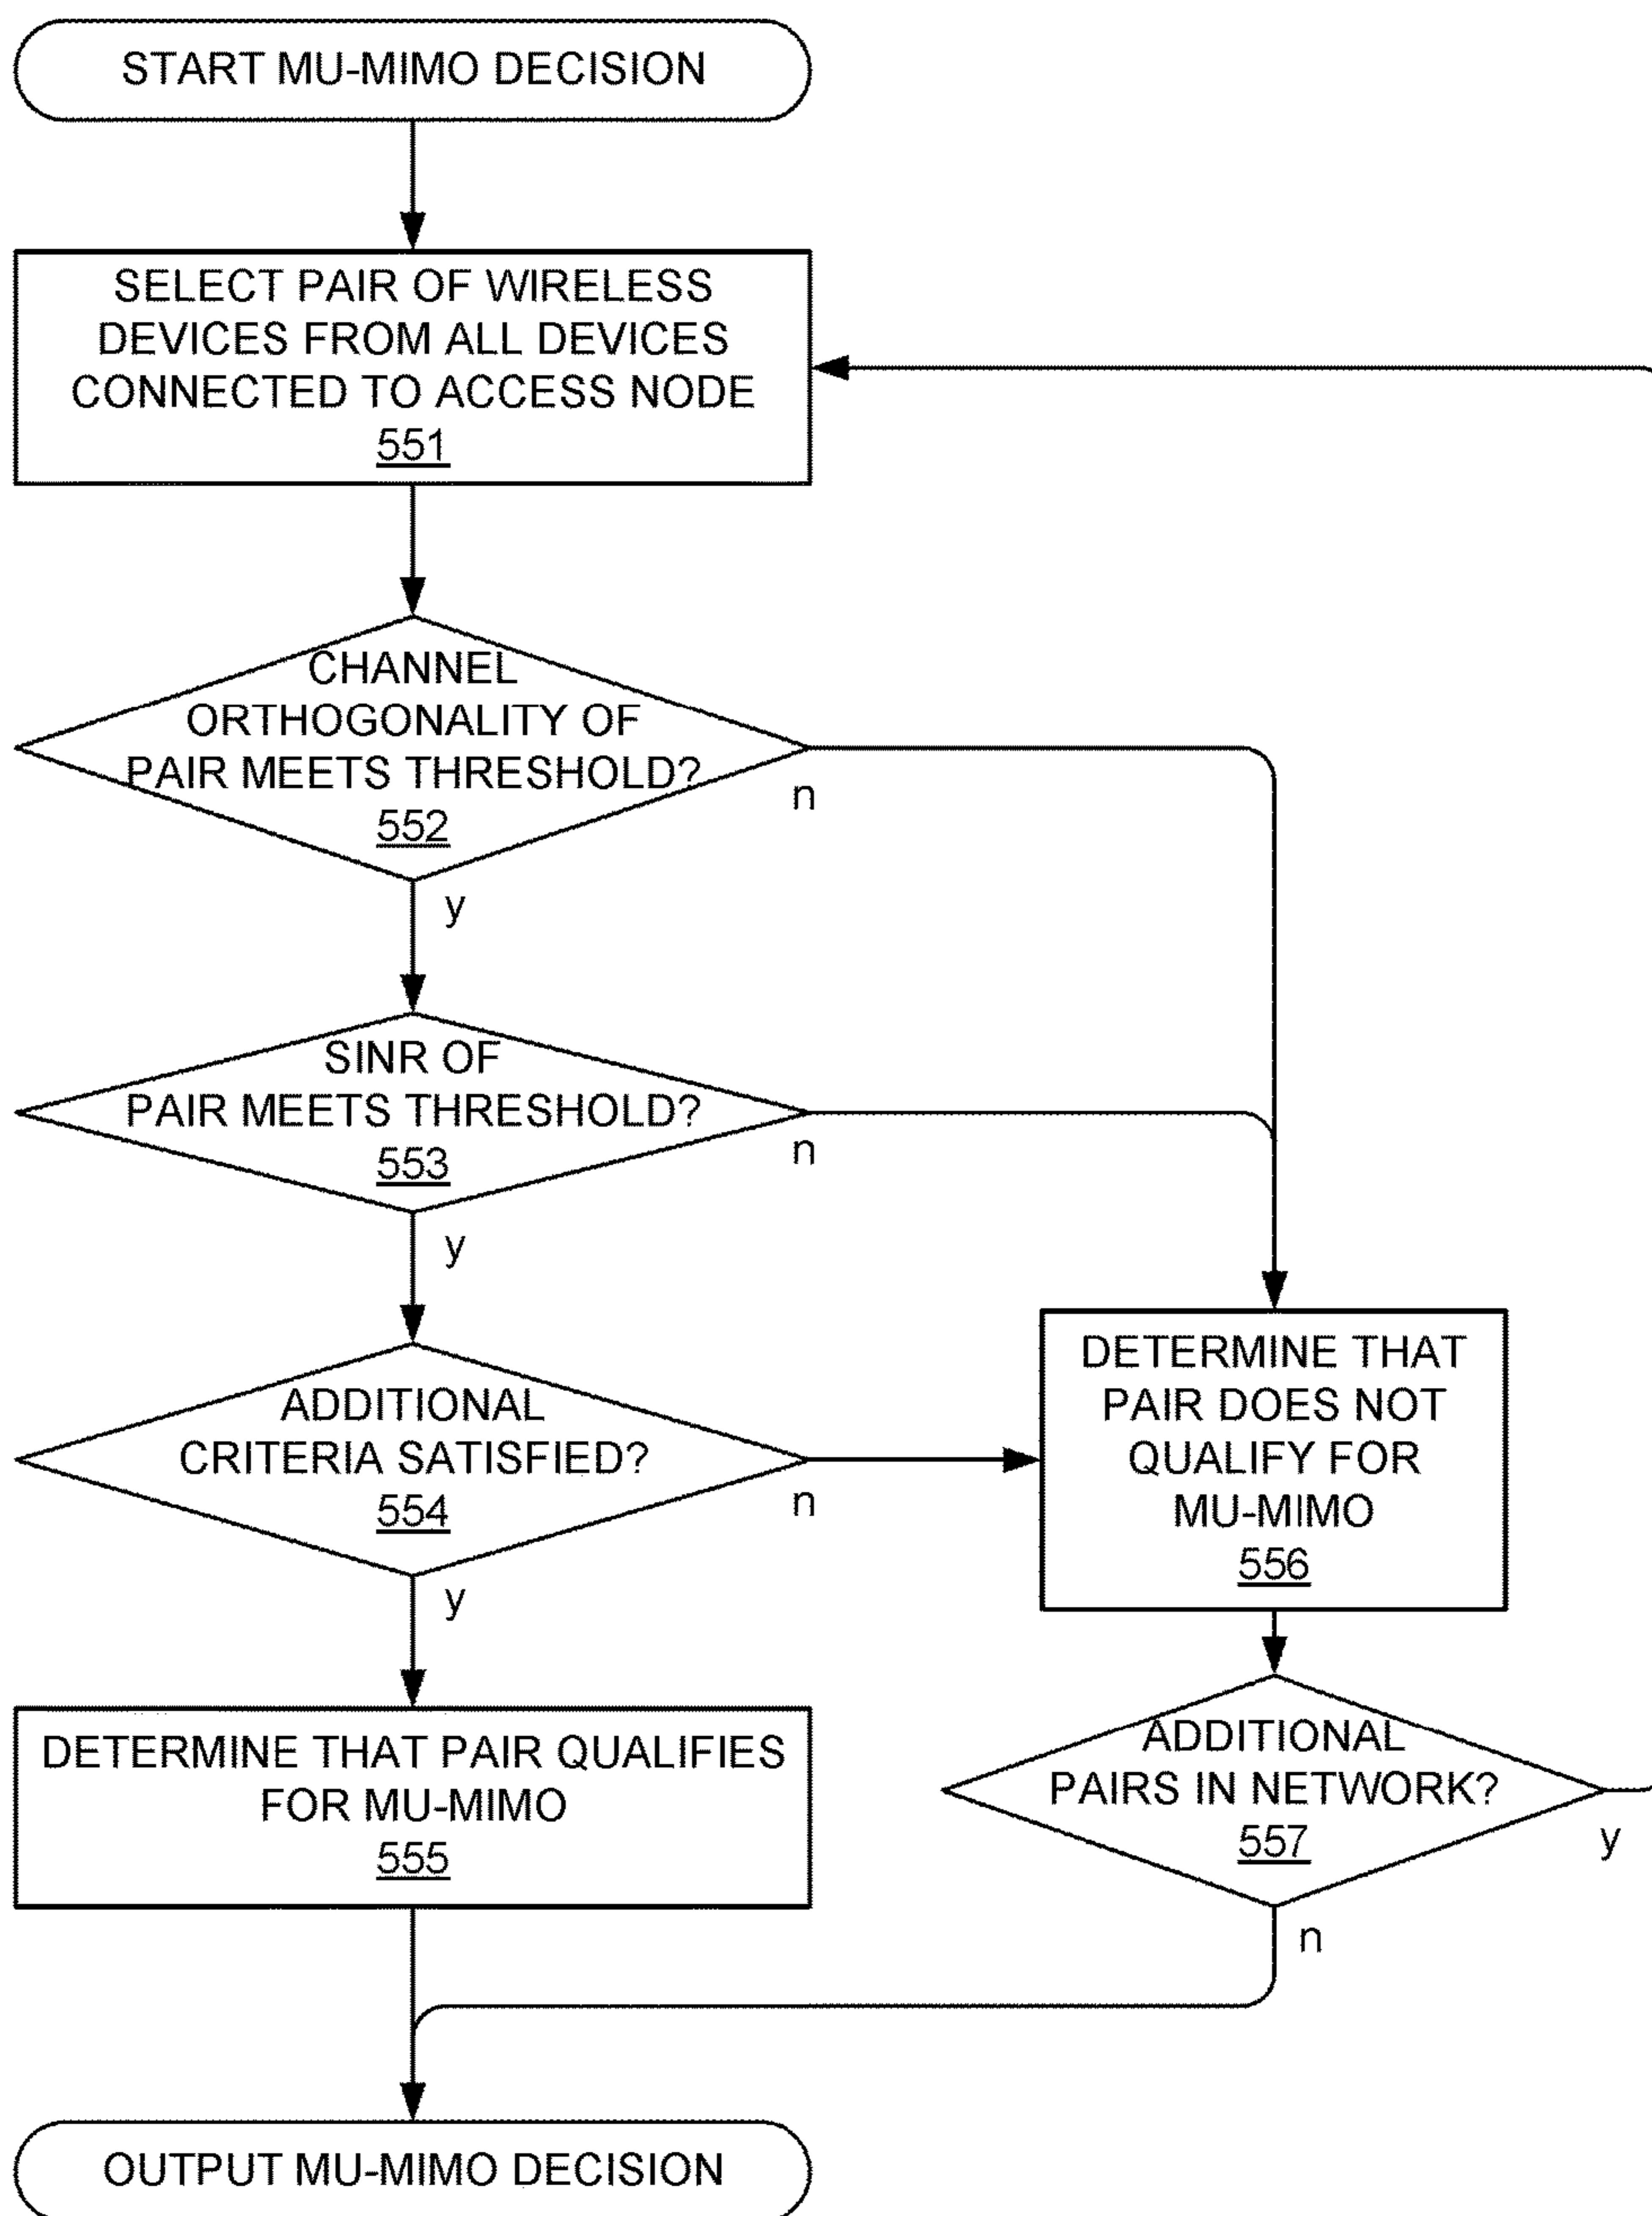 START MU-MIMO DECISION
SELECT PAIR OF WIRELESS
DEVICES FROM ALL DEVICES
CONNECTED TO ACCESS NODE
551
CHANNEL
ORTHOGONALITY OF
PAIR MEETS THRESHOLD?
552
n
y
SINR OF
PAIR MEETS THRESHOLD?
553
n
y
ADDITIONAL
CRITERIA SATISFIED?
554
n
y
DETERMINE THAT PAIR QUALIFIES
FOR MU-MIMO
555
DETERMINE THAT
PAIR DOES NOT
QUALIFY FOR
MU-MIMO
556
ADDITIONAL
PAIRS IN NETWORK?
557
y
n
OUTPUT MU-MIMO DECISION